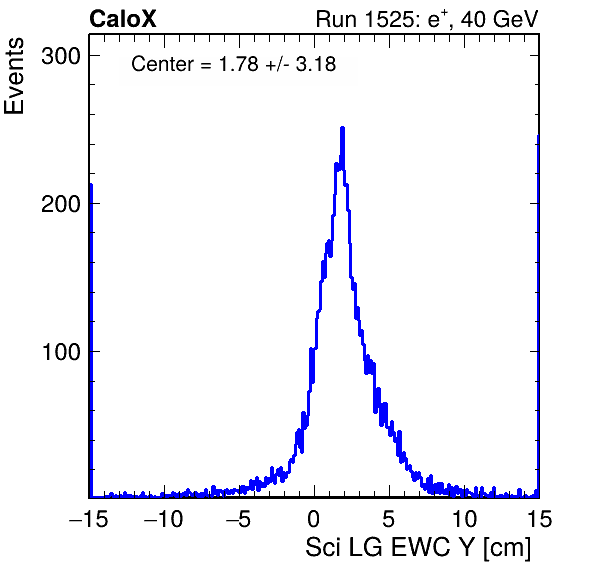 CaloX
Run 1525: e+, 40 GeV
Center = 1.78 +/- 3.18
Events
300
200
100
−15 −10 −5 0 5 10 15
Sci LG EWC Y [cm]